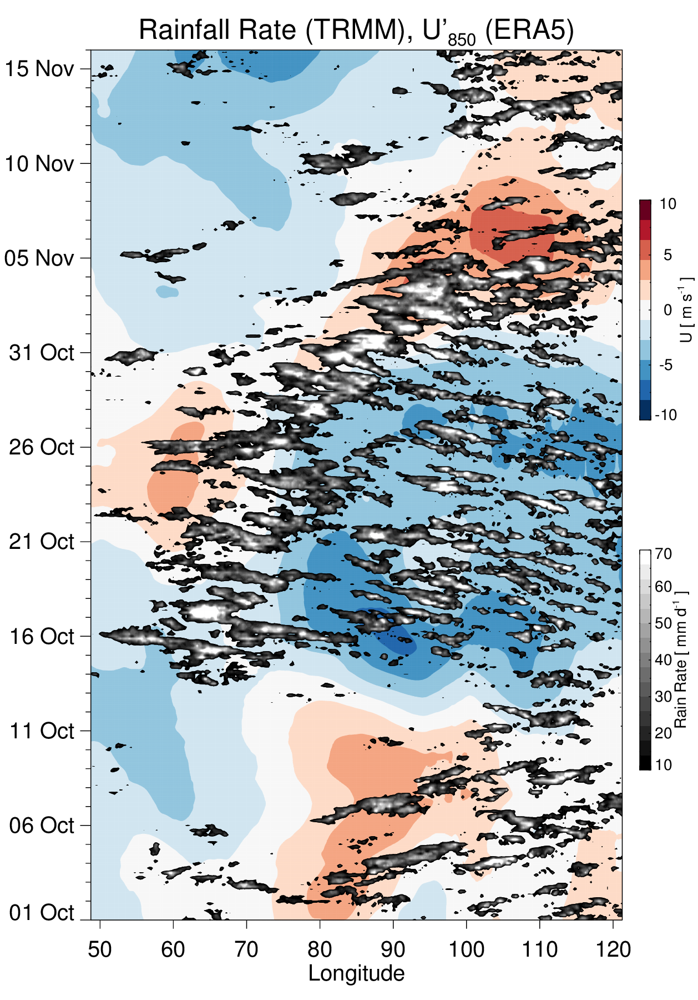 Rainfall Rate (TRMM), U’850 (ERA5)
15 Nov
10 Nov
05 Nov
31 Oct
26 Oct
21 Oct
16 Oct
11 Oct
06 Oct
01 Oct
50 60 70 80 90 100 110 120
Longitude
10
5
0
-5
-10
U [ m s-1 ]
70
60
50
40
30
20
10
Rain Rate [ mm d-1 ]